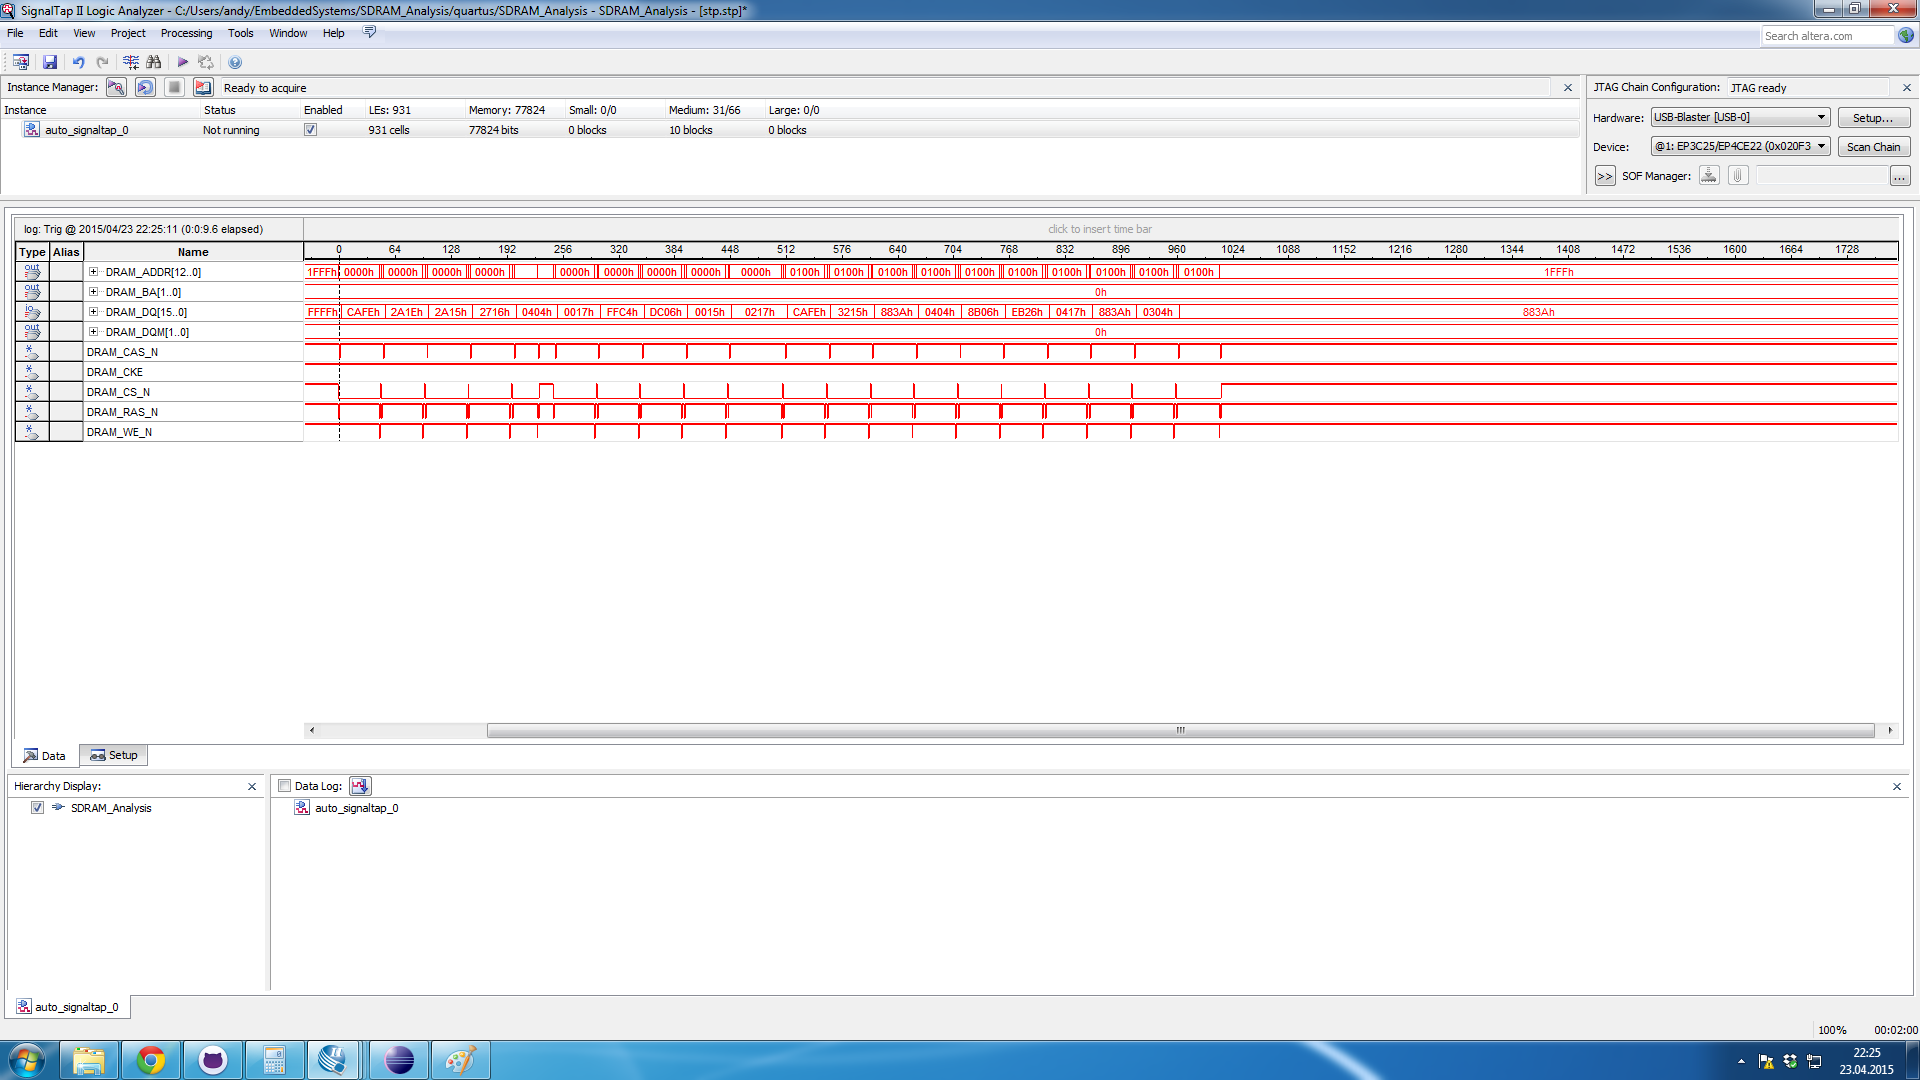 SignalTap II Logic Analyzer - C:/Users/andy/EmbeddedSystems/SDRAM_Analysis/quartus/SDRAM_Analysis - SDRAM_Analysis - [stp.stp]*
File Edit View Project Processing Tools Window Help
Search altera.com
Instance Manager: Ready to acquire
JTAG Chain Configuration: JTAG ready
Instance Status Enabled LEs: 931 Memory: 77824 Small: 0/0 Medium: 31/66 Large: 0/0
auto_signaltap_0 Not running 931 cells 77824 bits 0 blocks 10 blocks 0 blocks
Hardware: USB-Blaster [USB-0] Setup...
Device: @1: EP3C25/EP4CE22 (0x020F3 Scan Chain
>> SOF Manager: ...
log: Trig @ 2015/04/23 22:25:11 (0:0:9.6 elapsed) click to insert time bar
Type Alias Name 0 64 128 192 256 320 384 448 512 576 640 704 768 832 896 960 1024 1088 1152 1216 1280 1344 1408 1472 1536 1600 1664 1728
out DRAM_ADDR[12..0] 1FFFh 0000h 0000h 0000h 0000h 0000h 0000h 0000h 0000h 0000h 0100h 0100h 0100h 0100h 0100h 0100h 0100h 0100h 0100h 0100h 1FFFh
out DRAM_BA[1..0] 0h
io DRAM_DQ[15..0] FFFFh CAFEh 2A1Eh 2A15h 2716h 0404h 0017h FFC4h DC06h 0015h 0217h CAFEh 3215h 883Ah 0404h 8B06h EB26h 0417h 883Ah 0304h 883Ah
out DRAM_DQM[1..0] 0h
* DRAM_CAS_N
* DRAM_CKE
* DRAM_CS_N
* DRAM_RAS_N
* DRAM_WE_N
Data Setup
Hierarchy Display:
SDRAM_Analysis
Data Log:
auto_signaltap_0
auto_signaltap_0
100% 00:02:00
22:25
23.04.2015